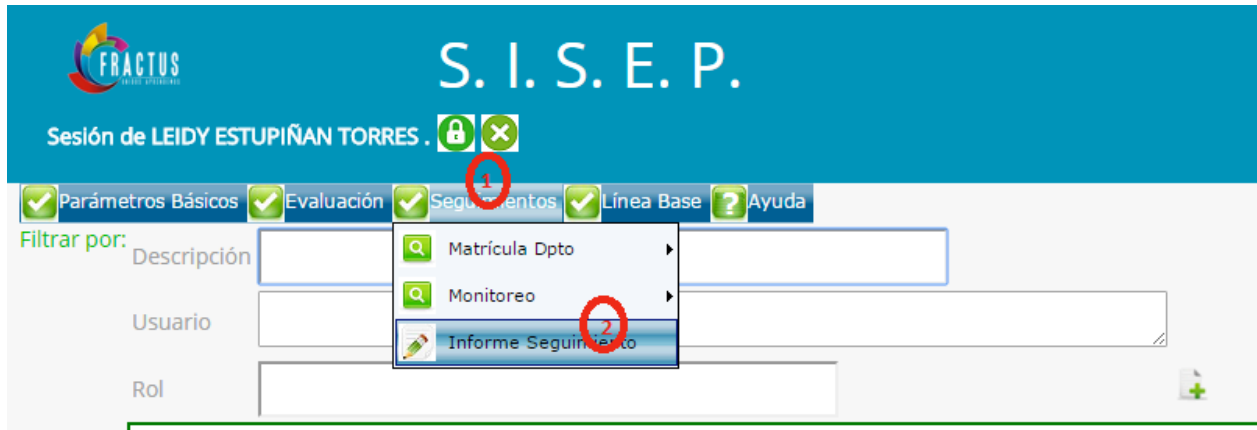 FRACTUS
S. I. S. E. P.
Sesión de LEIDY ESTUPIÑAN TORRES .
1
Parámetros Básicos Evaluación Seguimientos Línea Base Ayuda
Filtrar por:
Descripción
Matrícula Dpto
Usuario
Monitoreo
2
Informe Seguimiento
Rol